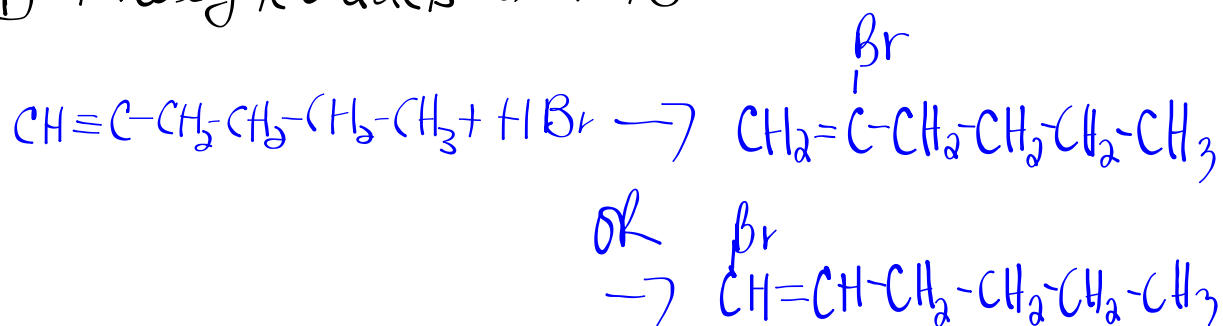 Br
CH≡C-CH₂-CH₂-CH₂-CH₃ + HBr → CH₂=C-CH₂-CH₂-CH₂-CH₃
OR Br
→ CH=CH-CH₂-CH₂-CH₂-CH₃